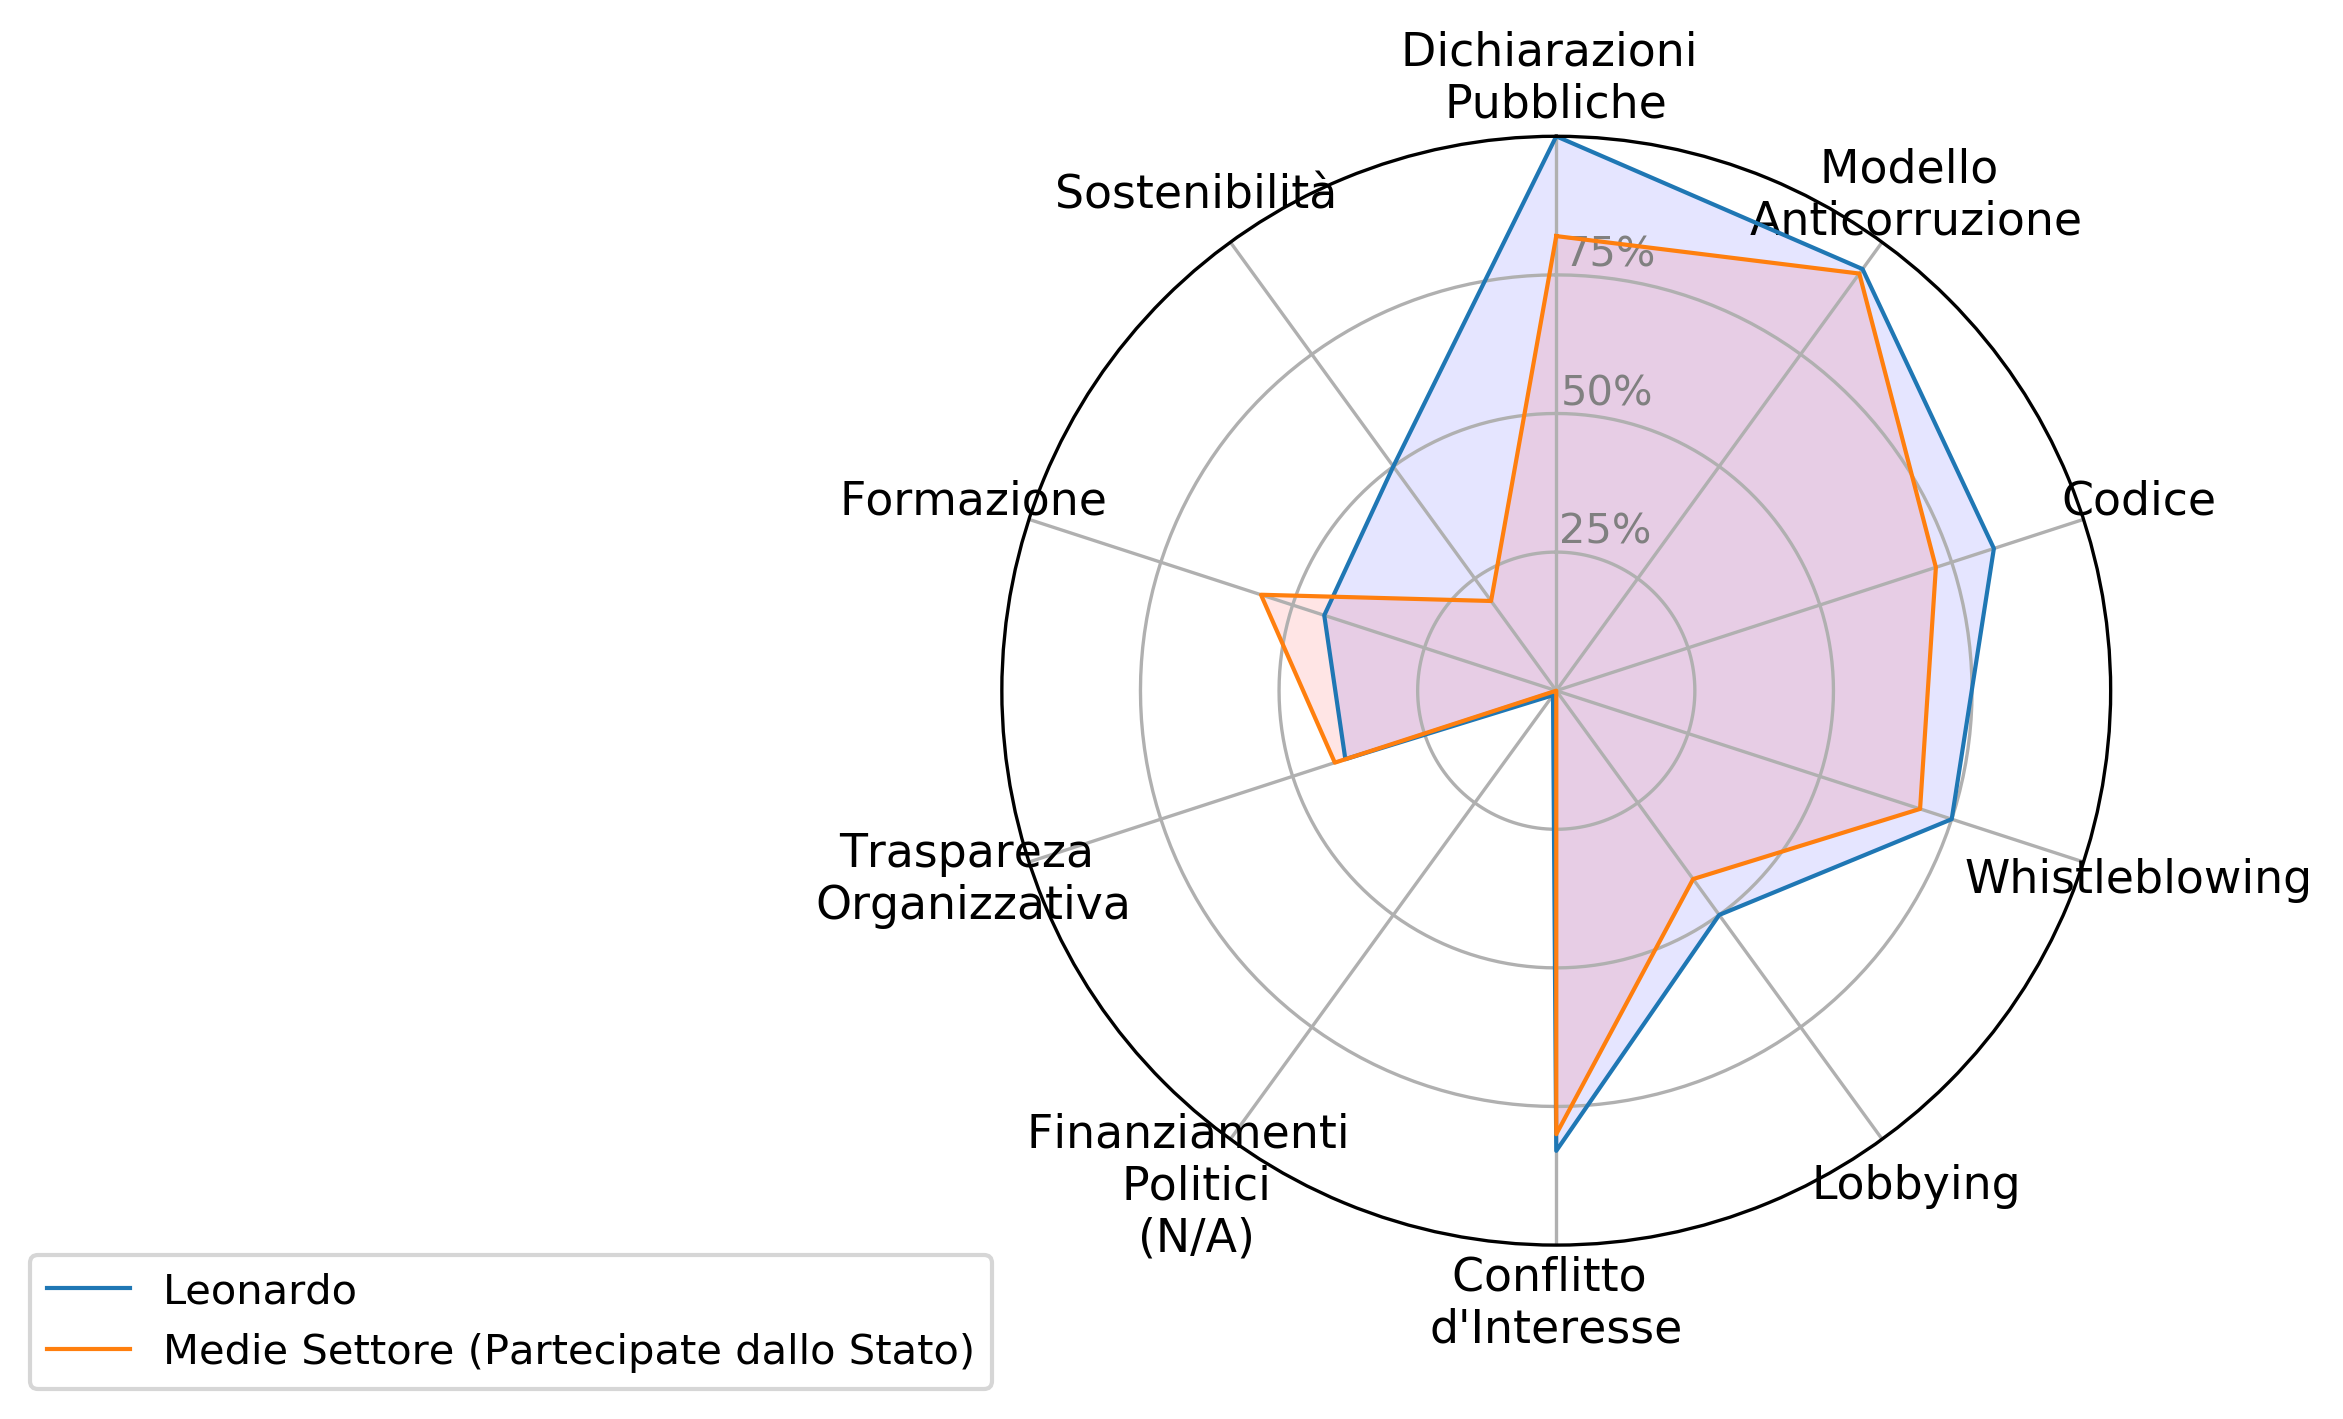 Dichiarazioni
Pubbliche
Modello
Anticorruzione
Sostenibilità
75%
50%
Formazione
Codice
25%
Traspareza
Organizzativa
Whistleblowing
Finanziamenti
Politici
(N/A)
Lobbying
Conflitto
d'Interesse
Leonardo
Medie Settore (Partecipate dallo Stato)